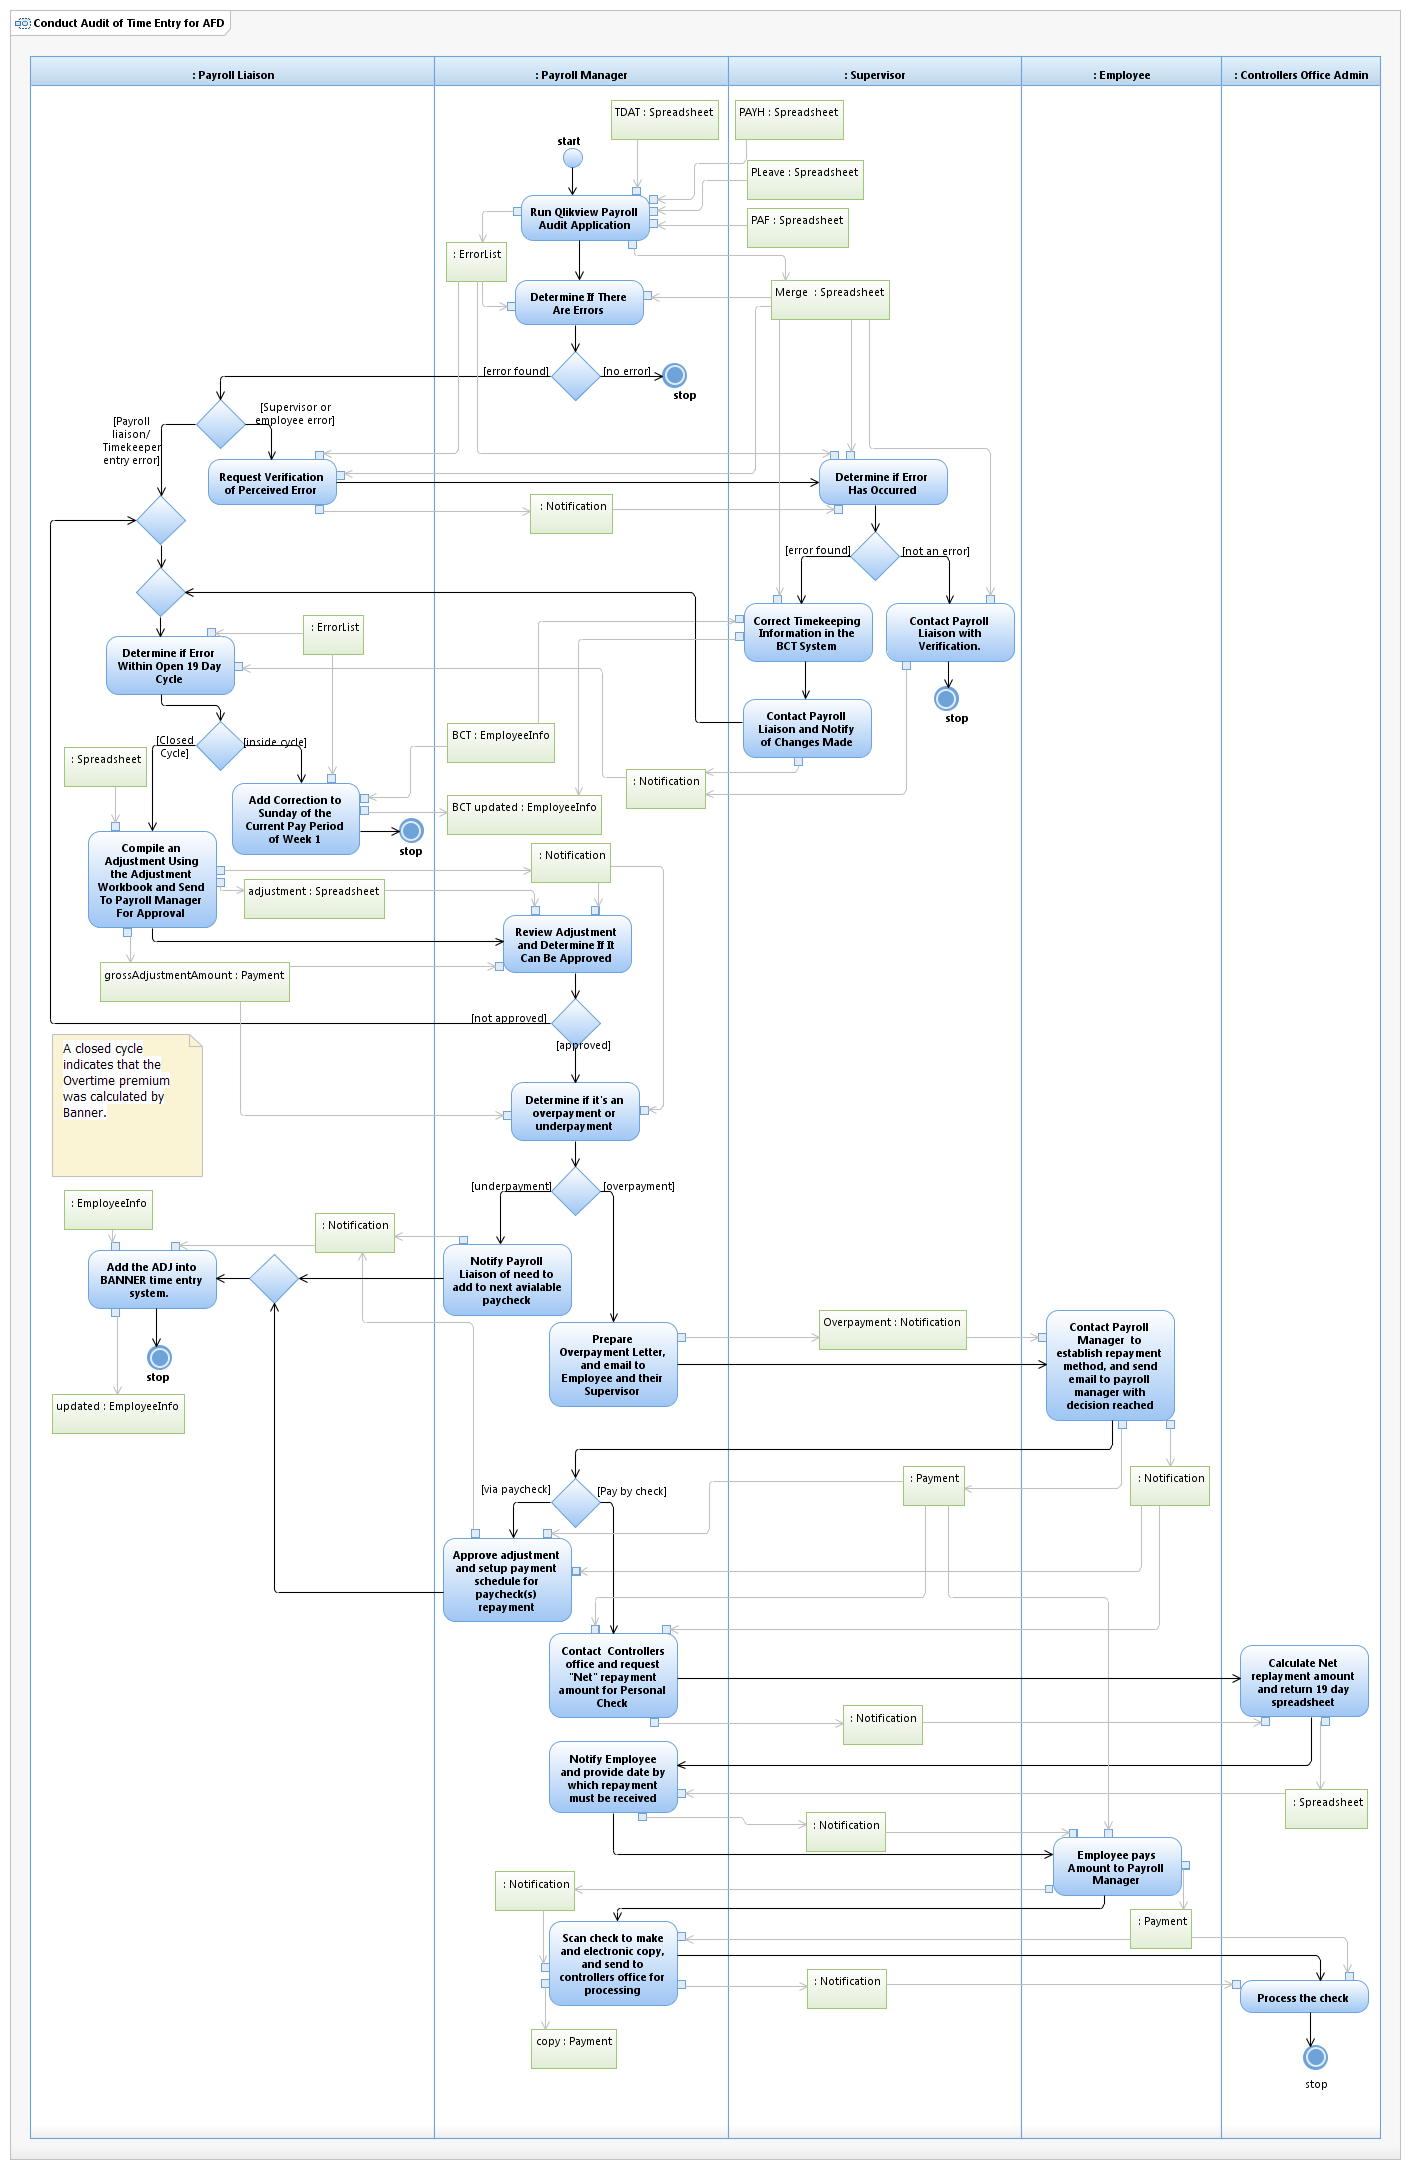 Conduct Audit of Time Entry for AFD
: Payroll Liaison
: Payroll Manager
: Supervisor
: Employee
: Controllers Office Admin
TDAT : Spreadsheet
PAYH : Spreadsheet
start
PLeave : Spreadsheet
Run Qlikview Payroll
Audit Application
PAF : Spreadsheet
: ErrorList
Determine If There
Are Errors
Merge : Spreadsheet
[error found]
[no error]
stop
[Supervisor or
employee error]
[Payroll
liaison/
Timekeeper
entry error]
Request Verification
of Perceived Error
Determine if Error
Has Occurred
: Notification
[error found]
[not an error]
: ErrorList
Correct Timekeeping
Information in the
BCT System
Contact Payroll
Liaison with
Verification.
Determine if Error
Within Open 19 Day
Cycle
stop
Contact Payroll
Liaison and Notify
of Changes Made
[Closed
Cycle]
[inside cycle]
BCT : EmployeeInfo
: Spreadsheet
: Notification
Add Correction to
Sunday of the
Current Pay Period
of Week 1
BCT updated : EmployeeInfo
stop
Compile an
Adjustment Using
the Adjustment
Workbook and Send
To Payroll Manager
For Approval
: Notification
adjustment : Spreadsheet
Review Adjustment
and Determine If It
Can Be Approved
grossAdjustmentAmount : Payment
[not approved]
[approved]
A closed cycle
indicates that the
Overtime premium
was calculated by
Banner.
Determine if it's an
overpayment or
underpayment
[underpayment]
[overpayment]
: EmployeeInfo
: Notification
Add the ADJ into
BANNER time entry
system.
Notify Payroll
Liaison of need to
add to next avialable
paycheck
stop
updated : EmployeeInfo
Prepare
Overpayment Letter,
and email to
Employee and their
Supervisor
Overpayment : Notification
Contact Payroll
Manager to
establish repayment
method, and send
email to payroll
manager with
decision reached
[via paycheck]
[Pay by check]
: Payment
: Notification
Approve adjustment
and setup payment
schedule for
paycheck(s)
repayment
Contact Controllers
office and request
"Net" repayment
amount for Personal
Check
Calculate Net
replayment amount
and return 19 day
spreadsheet
: Notification
Notify Employee
and provide date by
which repayment
must be received
: Spreadsheet
: Notification
Employee pays
Amount to Payroll
Manager
: Notification
: Payment
Scan check to make
and electronic copy,
and send to
controllers office for
processing
: Notification
Process the check
copy : Payment
stop